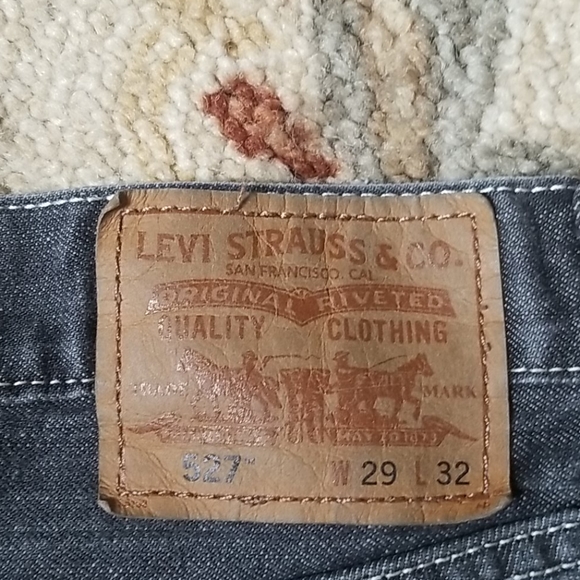 LEVI STRAUSS & CO.
SAN FRANCISCO, CAL
ORIGINAL RIVETED
QUALITY CLOTHING
MARK
527™ W 29 L 32